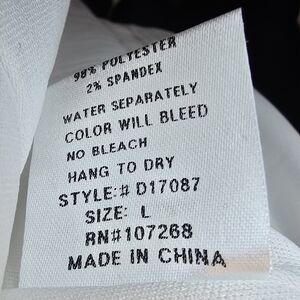 98% POLYESTER
2% SPANDEX
WATER SEPARATELY
COLOR WILL BLEED
NO BLEACH
HANG TO DRY
STYLE:# D17087
SIZE: L
RN#107268
MADE IN CHINA